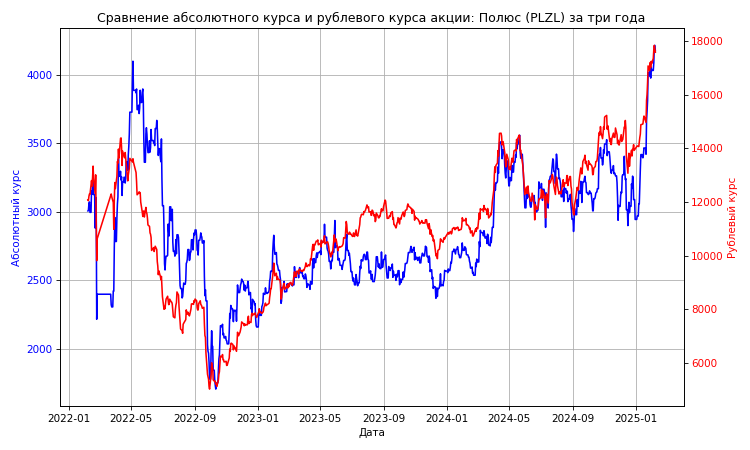 Сравнение абсолютного курса и рублевого курса акции: Полюс (PLZL) за три года
Абсолютный курс
4000
3500
3000
2500
2000
18000
16000
14000
12000
10000
8000
6000
Рублевый курс
2022-01 2022-05 2022-09 2023-01 2023-05 2023-09 2024-01 2024-05 2024-09 2025-01
Дата